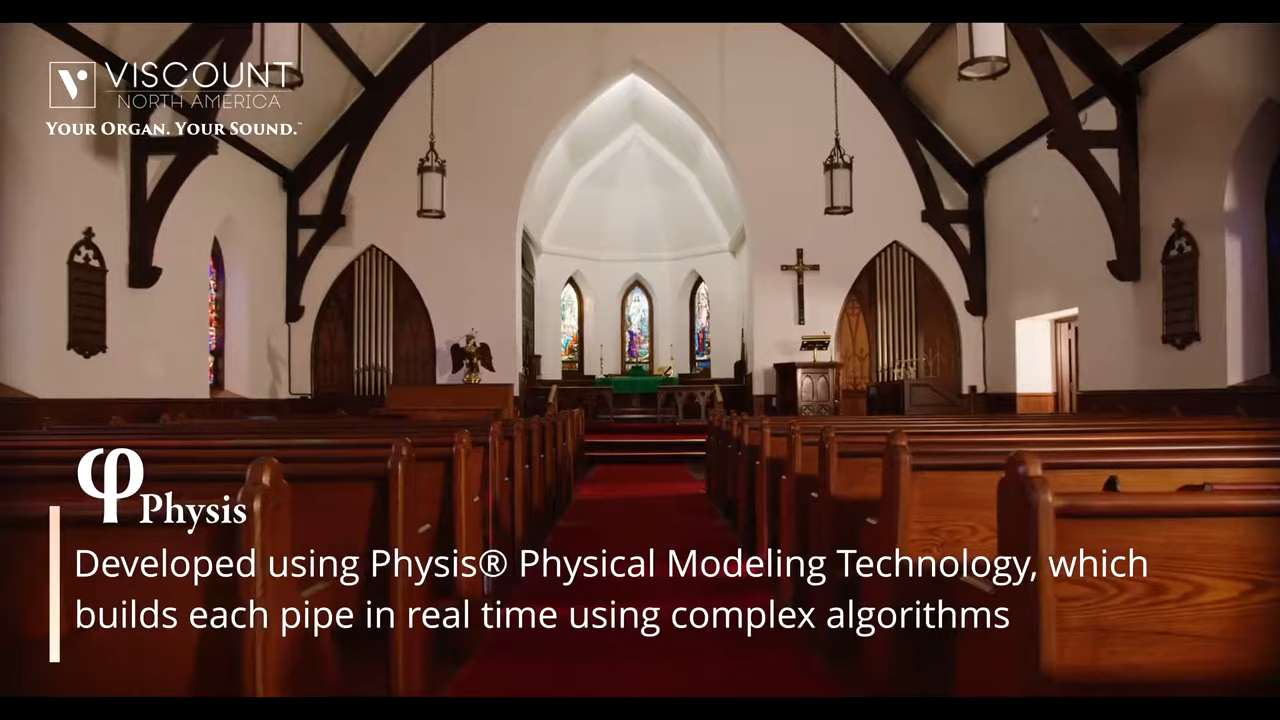 VISCOUNT
NORTH AMERICA
YOUR ORGAN. YOUR SOUND.™
φ Physis
Developed using Physis® Physical Modeling Technology, which
builds each pipe in real time using complex algorithms